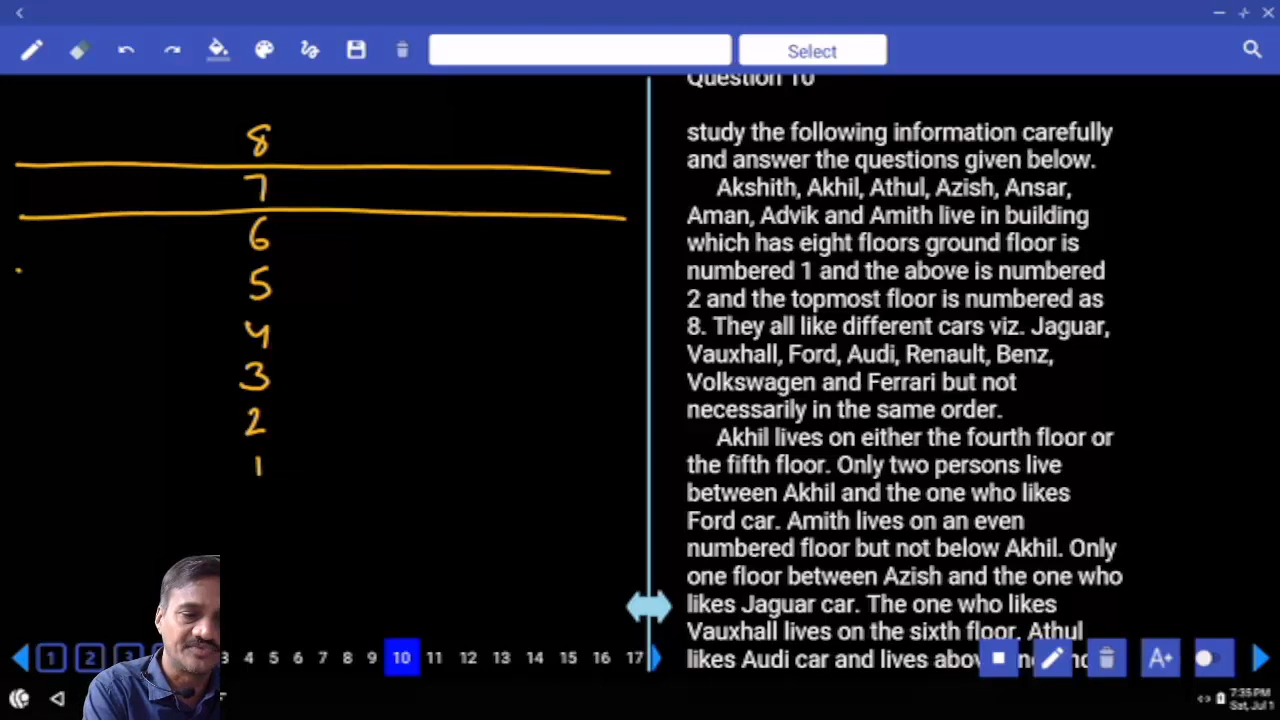 Select
8
7
6
5
4
3
2
1
Question 10
study the following information carefully
and answer the questions given below.
Akshith, Akhil, Athul, Azish, Ansar,
Aman, Advik and Amith live in building
which has eight floors ground floor is
numbered 1 and the above is numbered
2 and the topmost floor is numbered as
8. They all like different cars viz. Jaguar,
Vauxhall, Ford, Audi, Renault, Benz,
Volkswagen and Ferrari but not
necessarily in the same order.
Akhil lives on either the fourth floor or
the fifth floor. Only two persons live
between Akhil and the one who likes
Ford car. Amith lives on an even
numbered floor but not below Akhil. Only
one floor between Azish and the one who
likes Jaguar car. The one who likes
Vauxhall lives on the sixth floor. Athul
likes Audi car and lives
1 2 3 3 4 5 6 7 8 9 10 11 12 13 14 15 16 17
A+
7:35 PM
Sat, Jul 1